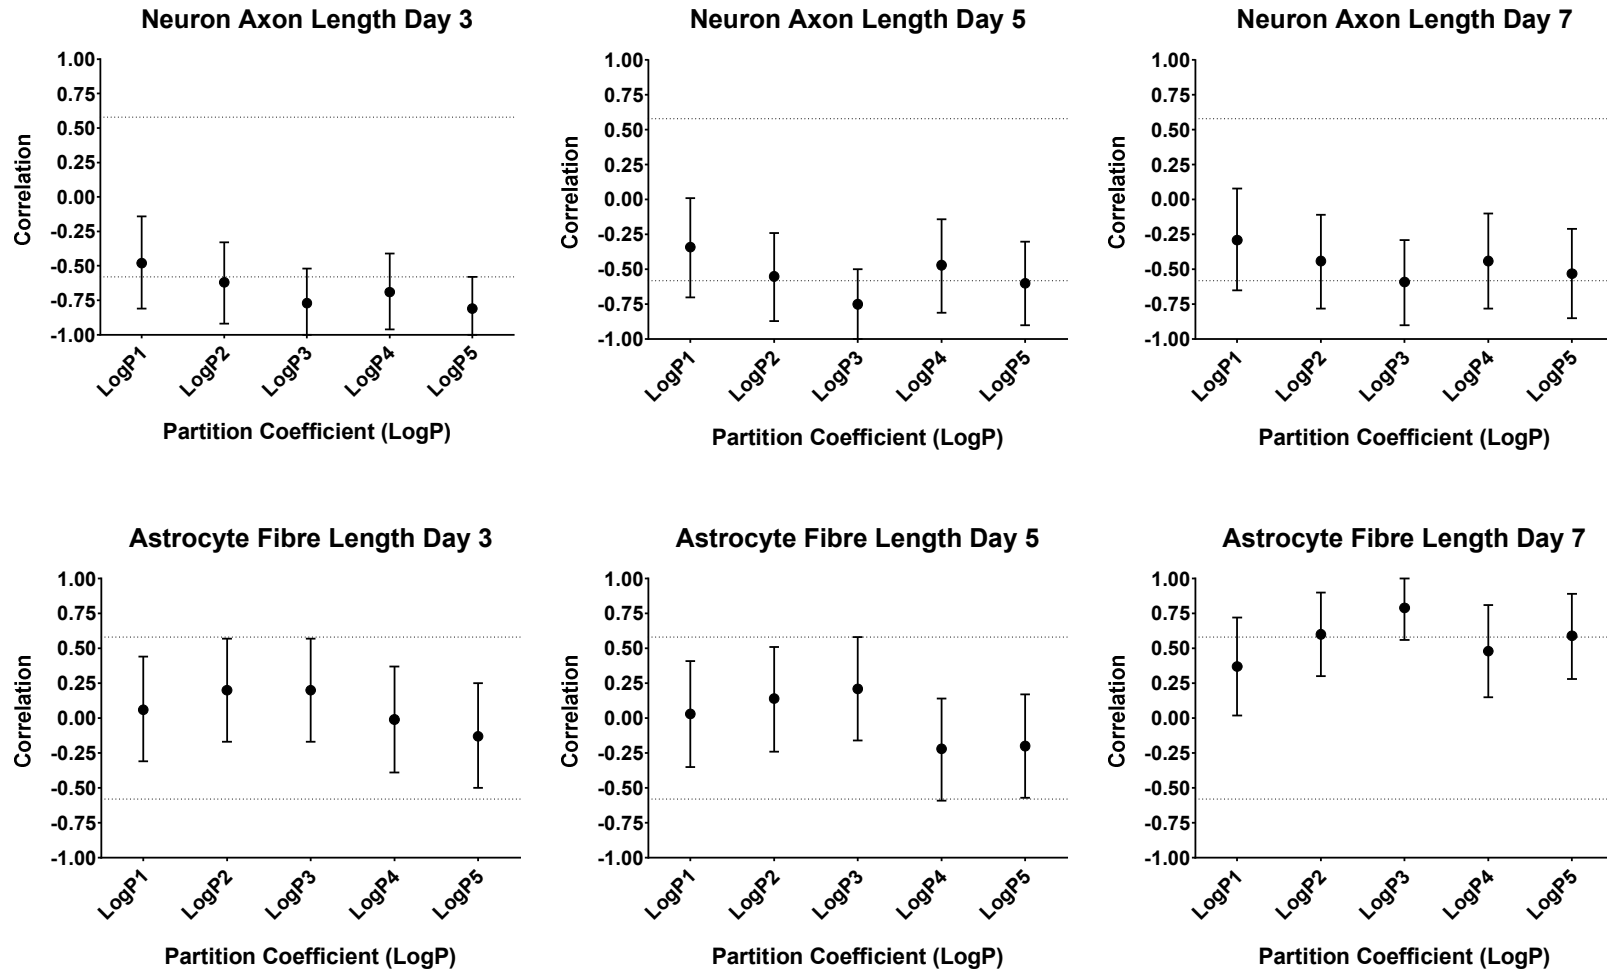 Neuron Axon Length Day 3
1.00
0.75
0.50
0.25
0.00
-0.25
-0.50
-0.75
-1.00
Correlation
LogP1
LogP2
LogP3
LogP4
LogP5
Partition Coefficient (LogP)
Neuron Axon Length Day 5
1.00
0.75
0.50
0.25
0.00
-0.25
-0.50
-0.75
-1.00
Correlation
LogP1
LogP2
LogP3
LogP4
LogP5
Partition Coefficient (LogP)
Neuron Axon Length Day 7
1.00
0.75
0.50
0.25
0.00
-0.25
-0.50
-0.75
-1.00
Correlation
LogP1
LogP2
LogP3
LogP4
LogP5
Partition Coefficient (LogP)
Astrocyte Fibre Length Day 3
1.00
0.75
0.50
0.25
0.00
-0.25
-0.50
-0.75
-1.00
Correlation
LogP1
LogP2
LogP3
LogP4
LogP5
Partition Coefficient (LogP)
Astrocyte Fibre Length Day 5
1.00
0.75
0.50
0.25
0.00
-0.25
-0.50
-0.75
-1.00
Correlation
LogP1
LogP2
LogP3
LogP4
LogP5
Partition Coefficient (LogP)
Astrocyte Fibre Length Day 7
1.00
0.75
0.50
0.25
0.00
-0.25
-0.50
-0.75
-1.00
Correlation
LogP1
LogP2
LogP3
LogP4
LogP5
Partition Coefficient (LogP)